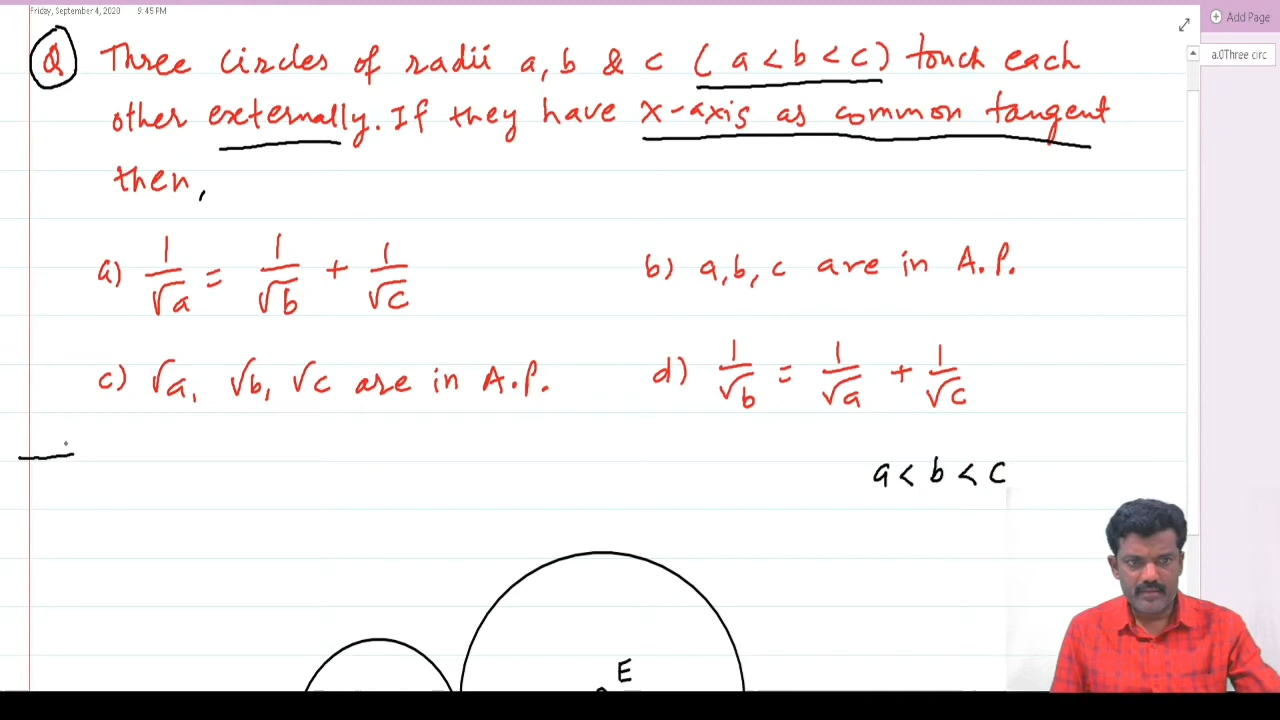 Friday, September 4, 2020 9:45 PM
Add Page
a.0Three circ
Q Three circles of radii a, b & c (a < b < c) touch each
other externally. If they have x-axis as common tangent
then,
a) 1/√a = 1/√b + 1/√c b) a, b, c are in A.P.
c) √a, √b, √c are in A.P. d) 1/√b = 1/√a + 1/√c
a < b < c
E